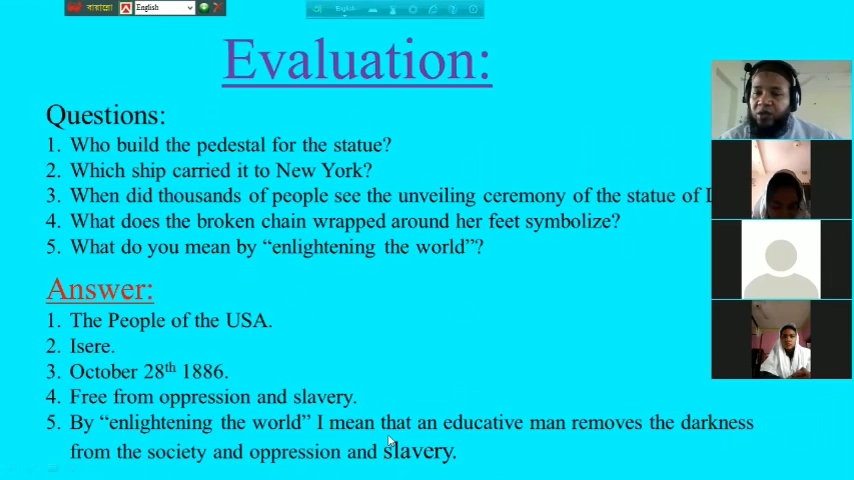 বায়ান্নো
English
English
Evaluation:
Questions:
1. Who build the pedestal for the statue?
2. Which ship carried it to New York?
3. When did thousands of people see the unveiling ceremony of the statue of
4. What does the broken chain wrapped around her feet symbolize?
5. What do you mean by “enlightening the world”?
Answer:
1. The People of the USA.
2. Isere.
3. October 28th 1886.
4. Free from oppression and slavery.
5. By “enlightening the world” I mean that an educative man removes the darkness
from the society and oppression and slavery.